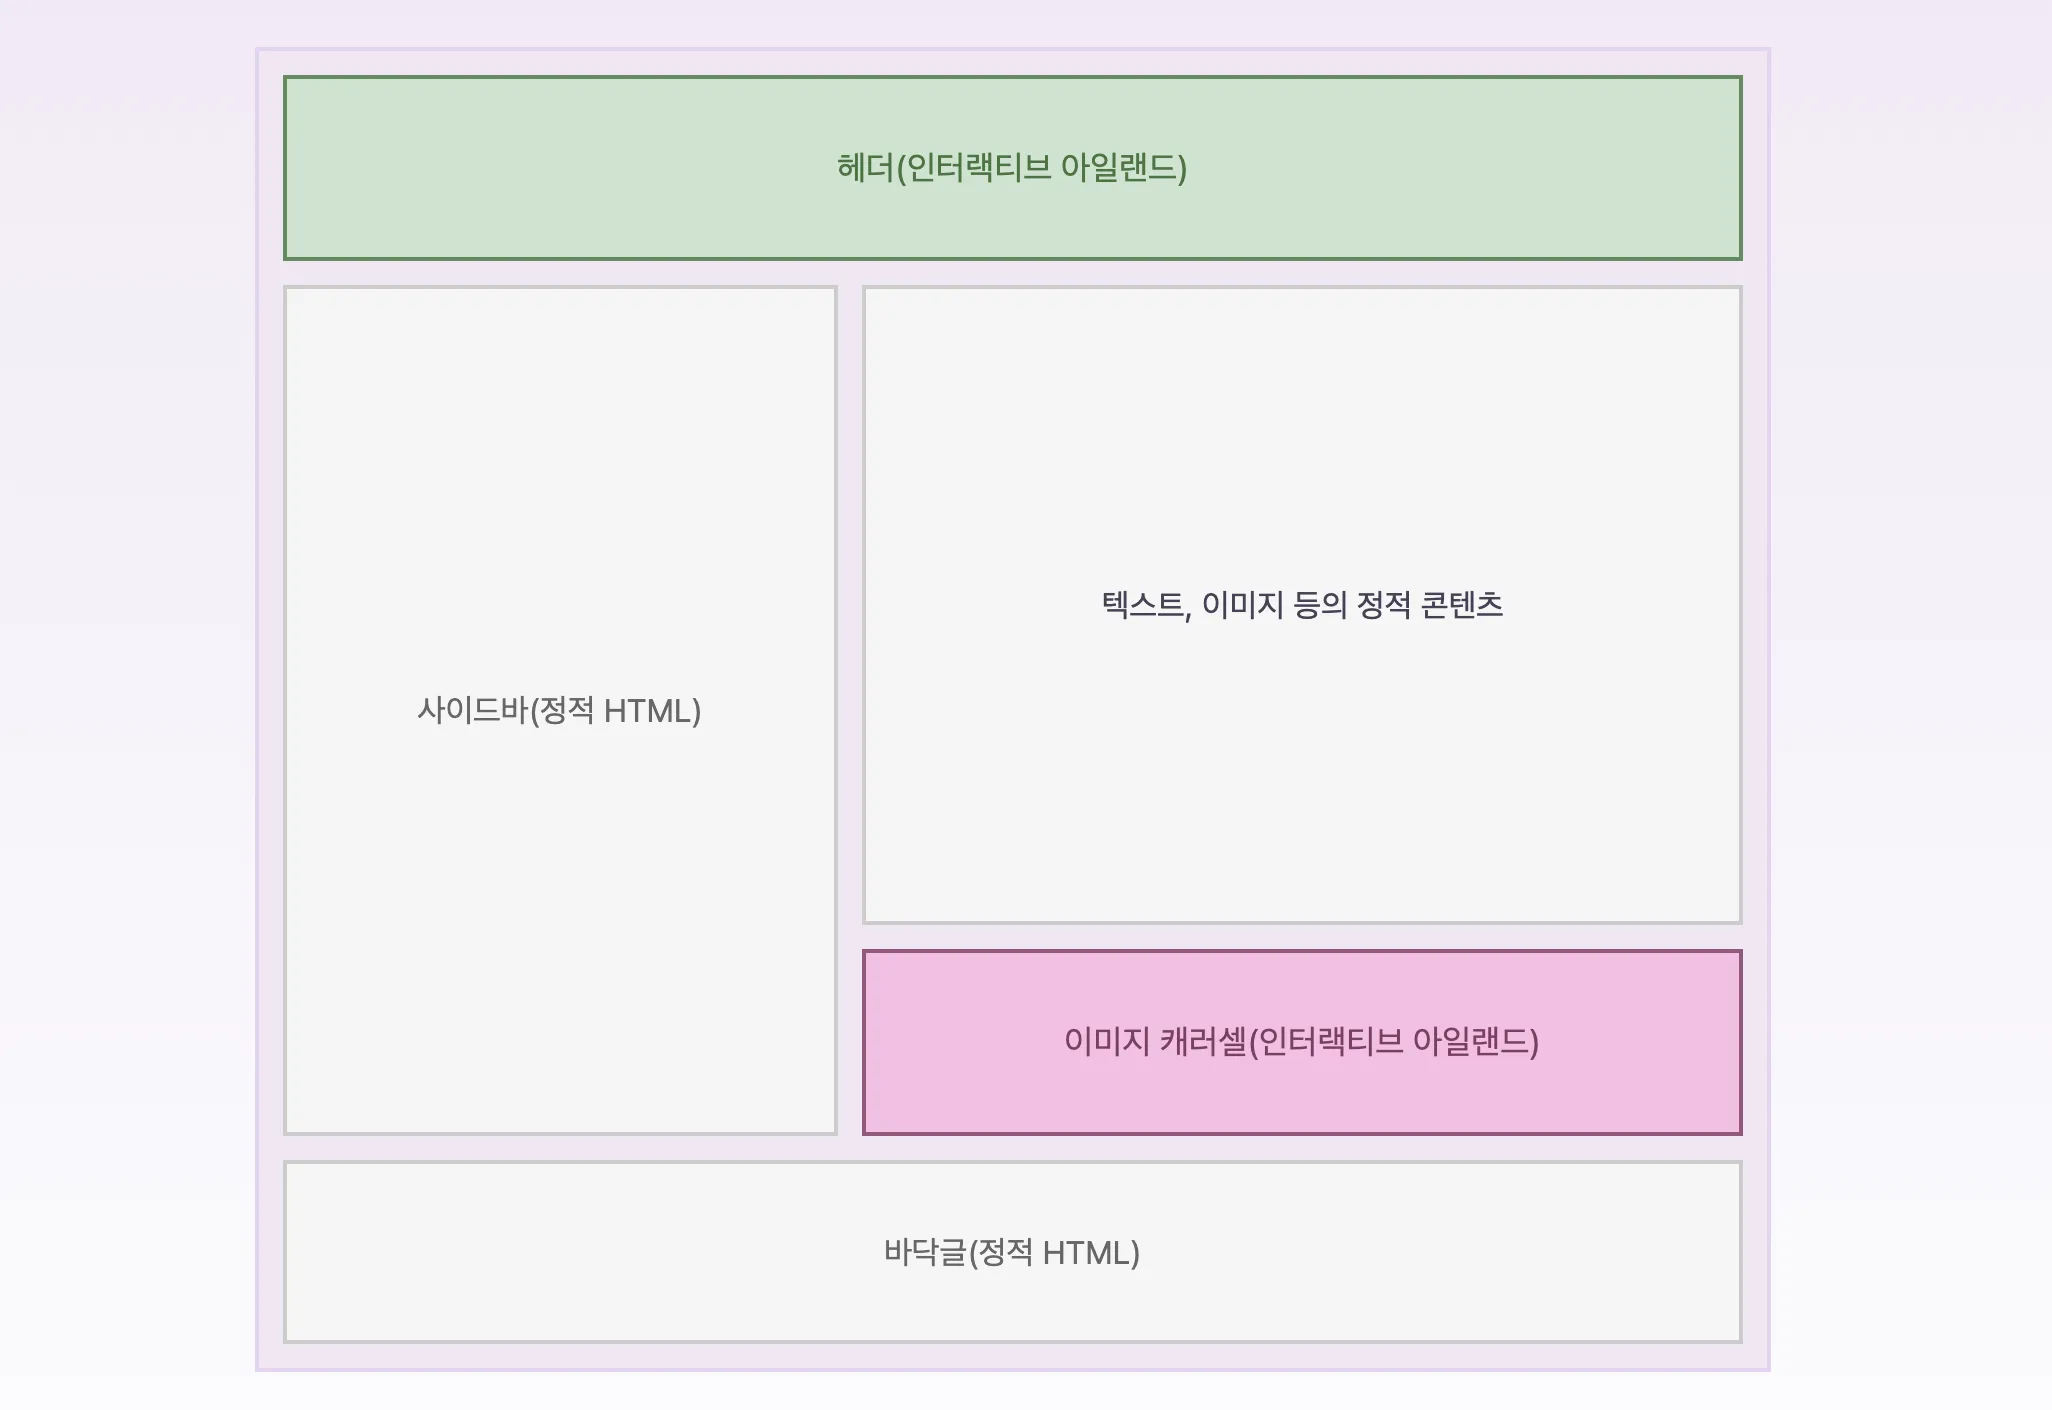 헤더(인터랙티브 아일랜드)
사이드바(정적 HTML)
텍스트, 이미지 등의 정적 콘텐츠
이미지 캐러셀(인터랙티브 아일랜드)
바닥글(정적 HTML)